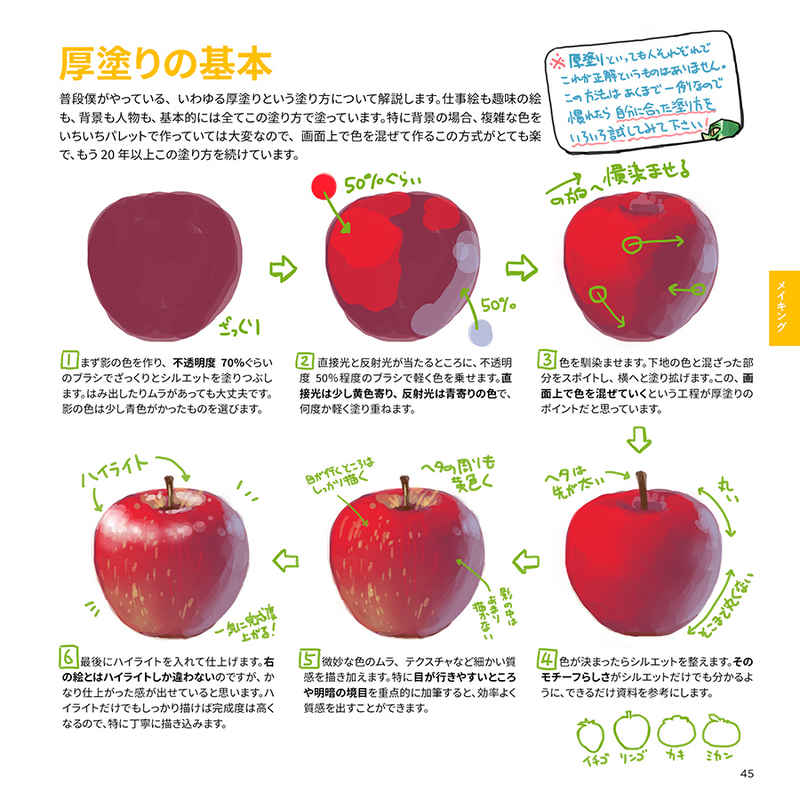 厚塗りの基本
普段僕がやっている、いわゆる厚塗りという塗り方について解説します。仕事絵も趣味の絵
も、背景も人物も、基本的には全てこの塗り方で塗っています。特に背景の場合、複雑な色を
いちいちパレットで作っていては大変なので、画面上で色を混ぜて作るこの方式がとても楽
で、もう20年以上この塗り方を続けています。
※厚塗りといっても人それぞれで
これが正解というものはありません。
この方法はあくまで一例なので
慣れたら自分に合った塗り方を
いろいろ試してみて下さい!
ざっくり
50%ぐらい
50%
の方向へ馴染ませる
メイキング
1 まず影の色を作り、不透明度70%ぐらい
のブラシでざっくりとシルエットを塗りつぶし
ます。はみ出したりムラがあっても大丈夫です。
影の色は少し青色がかったものを選びます。
2 直接光と反射光が当たるところに、不透明
度50%程度のブラシで軽く色を乗せます。直
接光は少し黄色寄り、反射光は青寄りの色で、
何度か軽く塗り重ねます。
3 色を馴染ませます。下地の色と混ざった部
分をスポイトし、横へと塗り拡げます。この、画
面上で色を混ぜていくという工程が厚塗りの
ポイントだと思っています。
ヘタは
先が太い
丸い
そこまで丸くない
4 色が決まったらシルエットを整えます。その
モチーフらしさがシルエットだけでも分かるよ
うに、できるだけ資料を参考にします。
イチゴ
リンゴ
カキ
ミカン
目が行くところは
しっかり描く
ヘタの周りも
黄色く
影の中は
あまり
描かない
5 微妙な色のムラ、テクスチャなど細かい質
感を描き加えます。特に目が行きやすいところ
や明暗の境目を重点的に加筆すると、効率よく
質感を出すことができます。
ハイライト
一気に完成度
上がる!
6 最後にハイライトを入れて仕上げます。右
の絵とはハイライトしか違わないのですが、か
なり仕上がった感が出せていると思います。ハ
イライトだけでもしっかり描けば完成度は高く
なるので、特に丁寧に描き込みます。
45